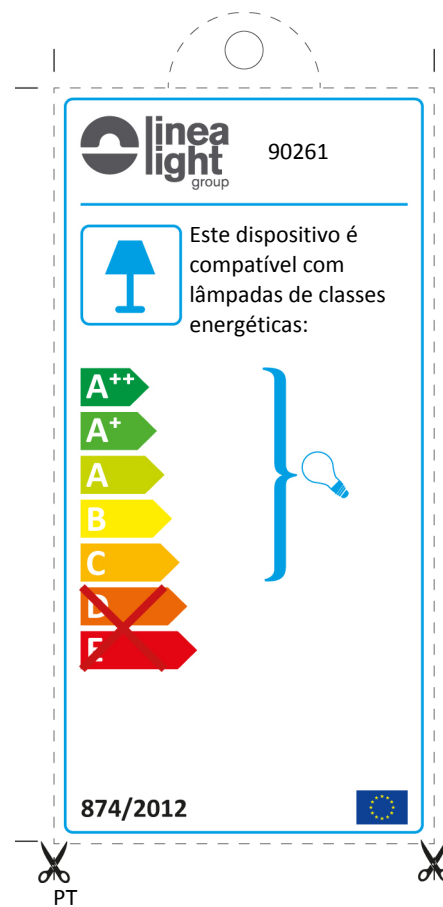 linea
light
group
90261
Este dispositivo é
compatível com
lâmpadas de classes
energéticas:
A++
A+
A
B
C
D
E
874/2012
PT